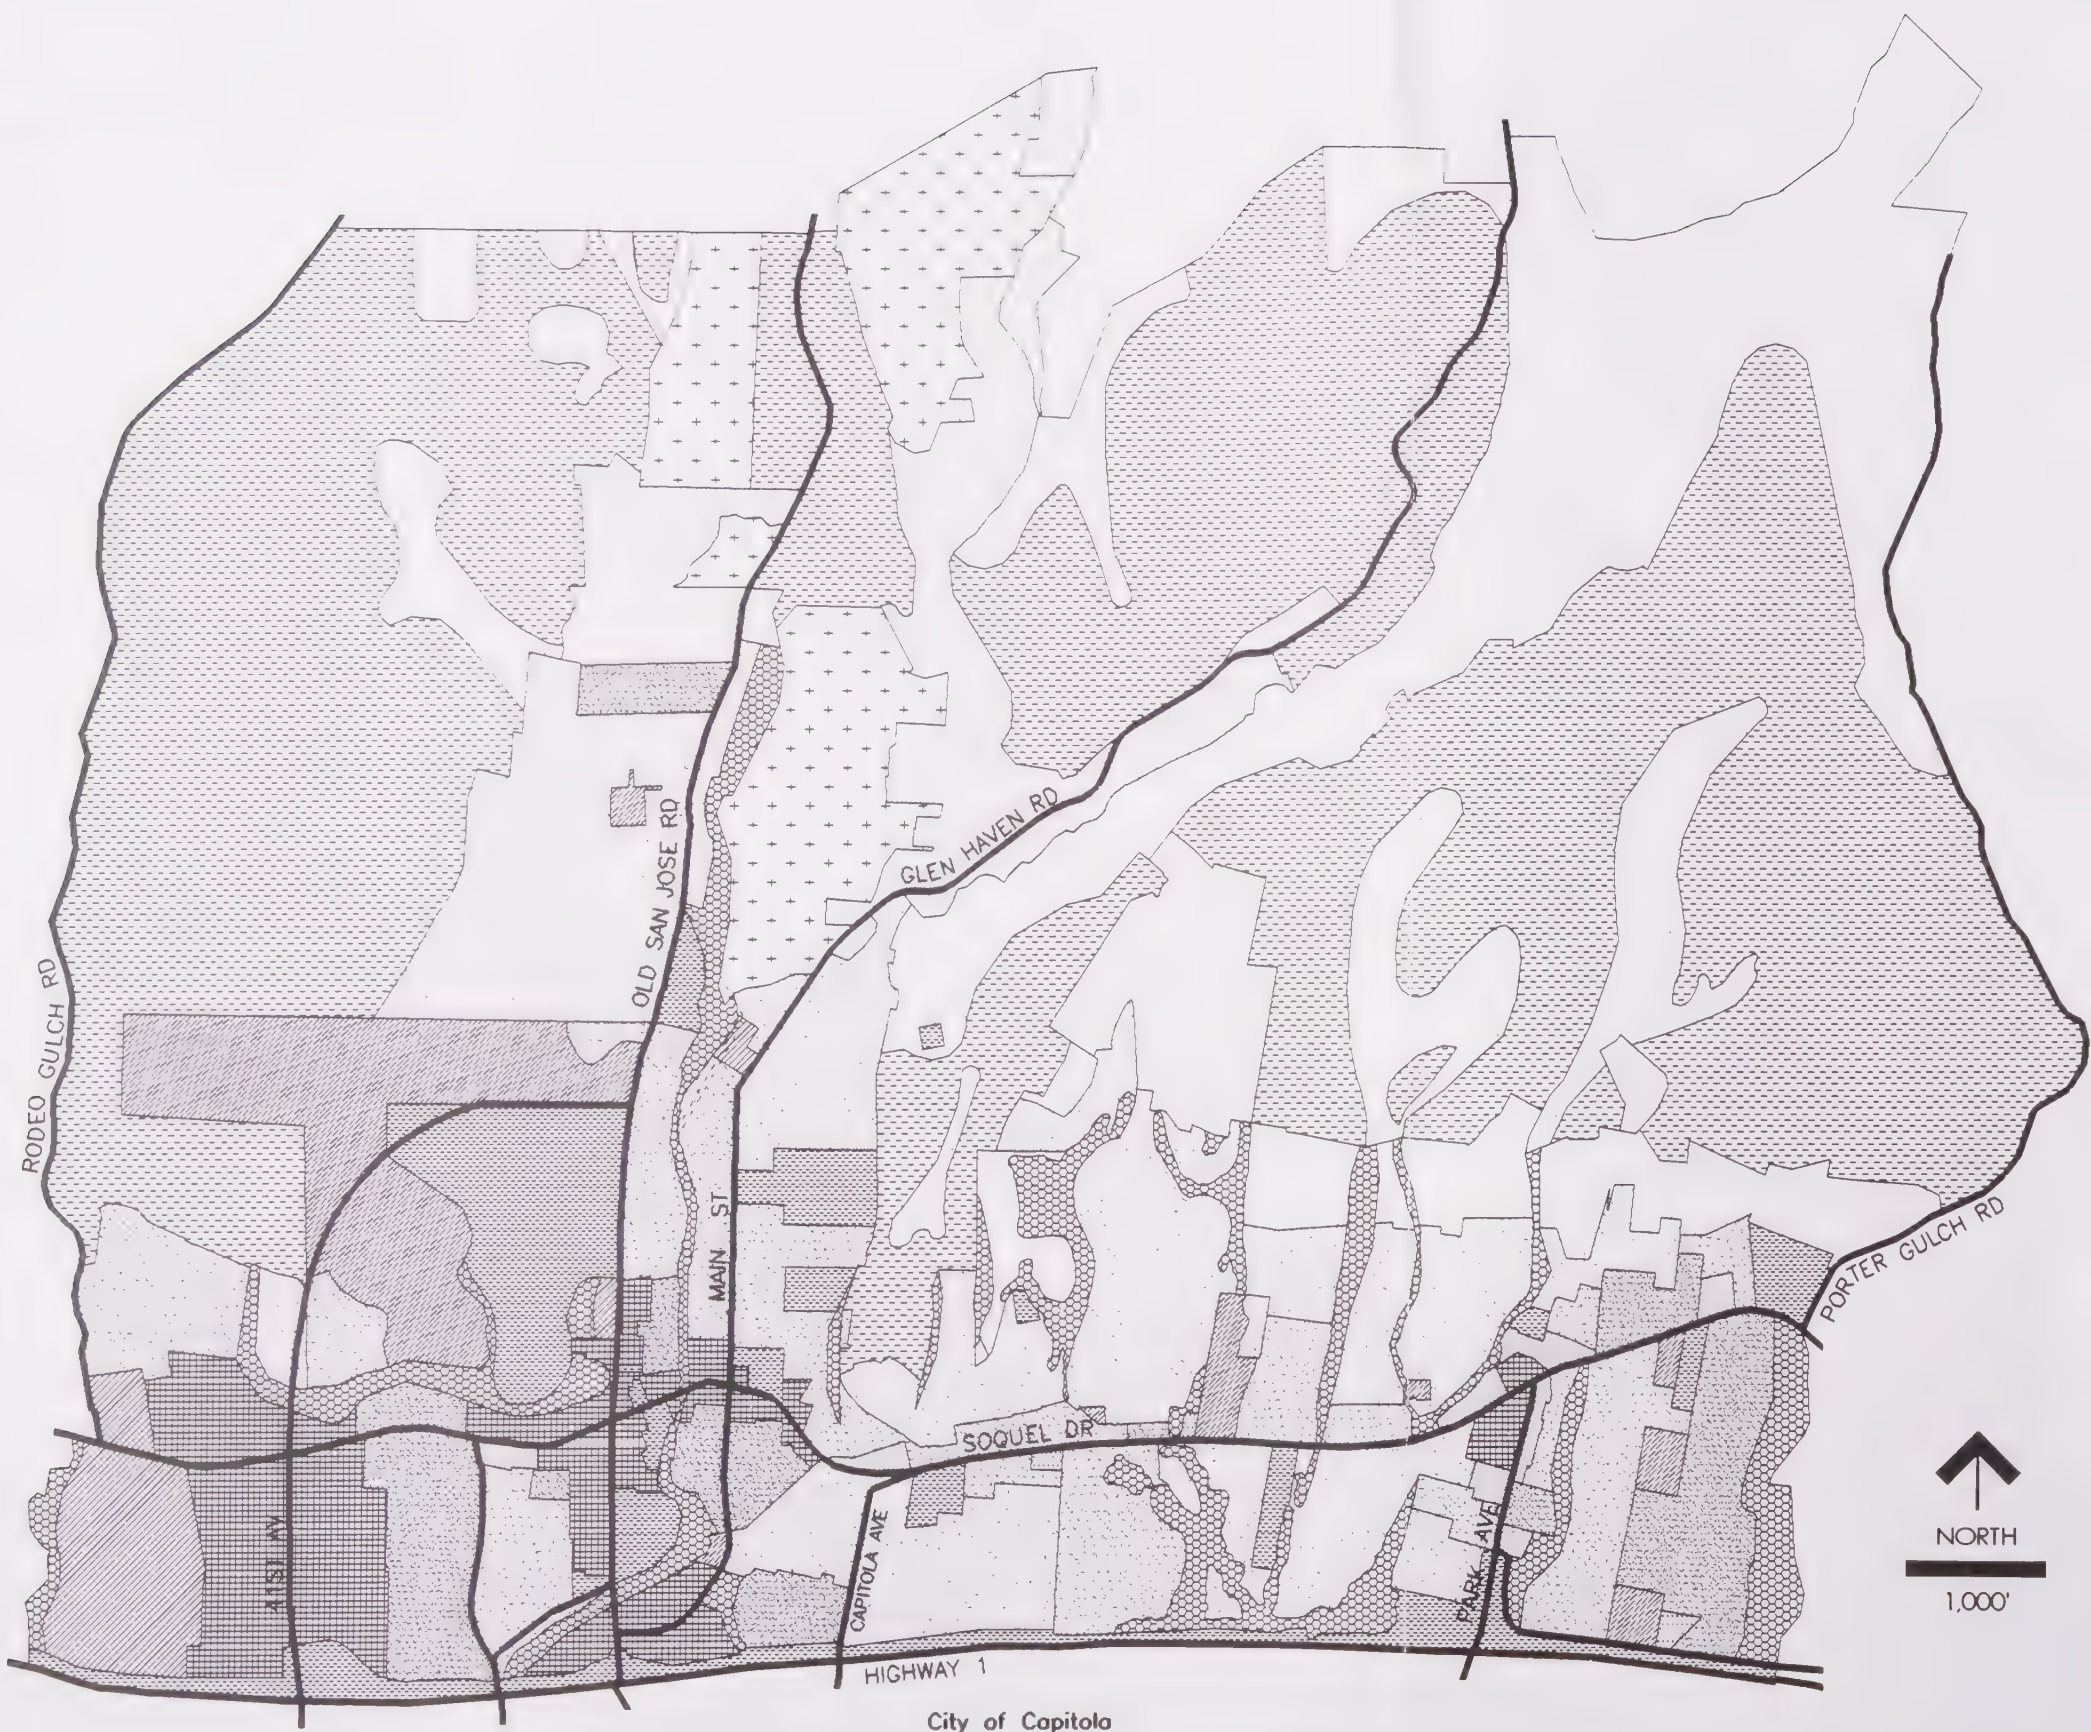 GLEN HAVEN RD
OLD SAN JOSE RD
RODEO GULCH RD
MAIN ST
PORTER GULCH RD
SOQUEL DR
41ST AV
CAPITOLA AVE
PARK AVE
NORTH
1,000'
HIGHWAY 1
City of Capitola